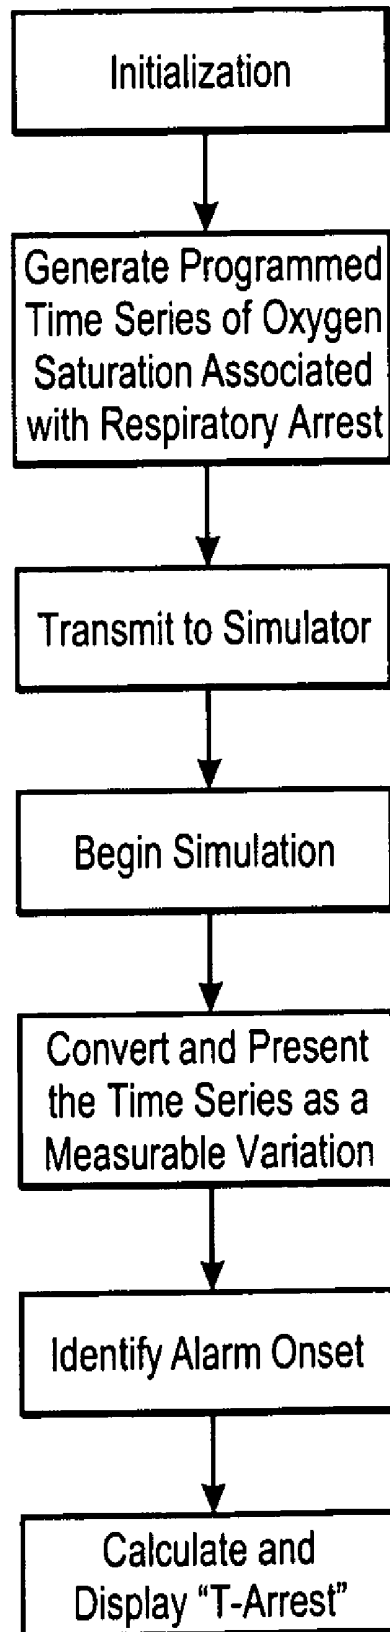 Initialization
Generate Programmed
Time Series of Oxygen
Saturation Associated
with Respiratory Arrest
Transmit to Simulator
Begin Simulation
Convert and Present
the Time Series as a
Measurable Variation
Identify Alarm Onset
Calculate and
Display “T-Arrest”